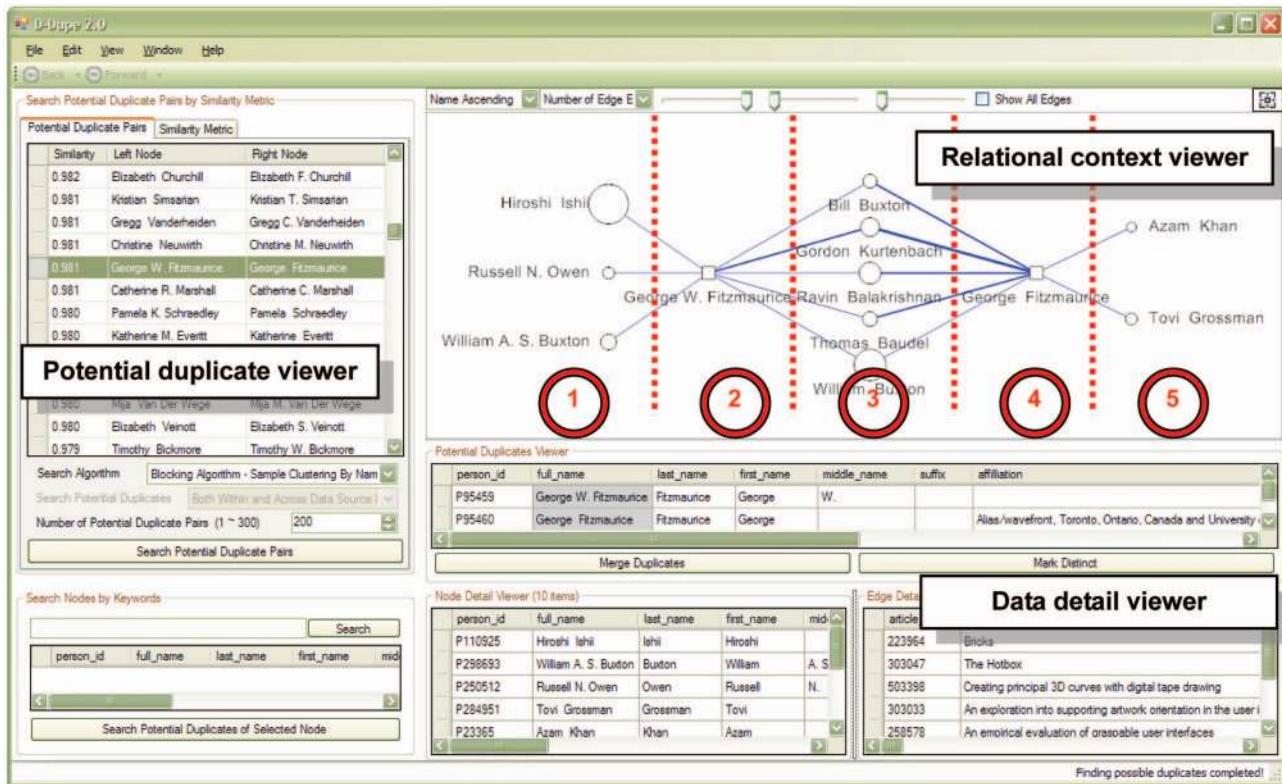 D-Dupe 2.0
File Edit View Window Help
Back Forward
Search Potential Duplicate Pairs by Similarity Metric
Potential Duplicate Pairs Similarity Metric
Similarity Left Node Right Node
0.982 Elizabeth Churchill Elizabeth F. Churchill
0.981 Kristian Simsarian Kristian T. Simsarian
0.981 Gregg Vanderheiden Gregg C. Vanderheiden
0.981 Christine Neuwirth Christine M. Neuwirth
0.981 George W. Fitzmaurice George Fitzmaurice
0.981 Catherine R. Marshall Catherine C. Marshall
0.980 Pamela K. Schraedley Pamela Schraedley
0.980 Katherine M. Everitt Katherine Everitt
Potential duplicate viewer
0.980 Mija Van Der Wege Mija M. Van Der Wege
0.980 Elizabeth Veinott Elizabeth S. Veinott
0.979 Timothy Bickmore Timothy W. Bickmore
Search Algorithm Blocking Algorithm - Sample Clustering By Nam
Search Potential Duplicates Both Within and Across Data Source
Number of Potential Duplicate Pairs (1 ~ 300) 200
Search Potential Duplicate Pairs
Search Nodes by Keywords
Search
person_id full_name last_name first_name mid
Search Potential Duplicates of Selected Node
Name Ascending Number of Edge E Show All Edges
Relational context viewer
Hiroshi Ishii
Bill Buxton
Azam Khan
Gordon Kurtenbach
Russell N. Owen
George W. Fitzmaurice Ravin Balakrishnan George Fitzmaurice
Tovi Grossman
William A. S. Buxton
Thomas Baudel
William Buxton
1 2 3 4 5
Potential Duplicates Viewer
person_id full_name last_name first_name middle_name suffix affiliation
P95459 George W. Fitzmaurice Fitzmaurice George W.
P95460 George Fitzmaurice Fitzmaurice George Alias/wavefront, Toronto, Ontario, Canada and University
Merge Duplicates Mark Distinct
Node Detail Viewer (10 items)
person_id full_name last_name first_name mid
P110925 Hiroshi Ishii Ishii Hiroshi
P298693 William A. S. Buxton Buxton William A. S
P250512 Russell N. Owen Owen Russell N.
P284951 Tovi Grossman Grossman Tovi
P23365 Azam Khan Khan Azam
Edge Deta
Data detail viewer
article
223964 Bricks
303047 The Hotbox
503398 Creating principal 3D curves with digital tape drawing
303033 An exploration into supporting artwork orientation in the user i
258578 An empirical evaluation of graspable user interfaces
Finding possible duplicates completed!